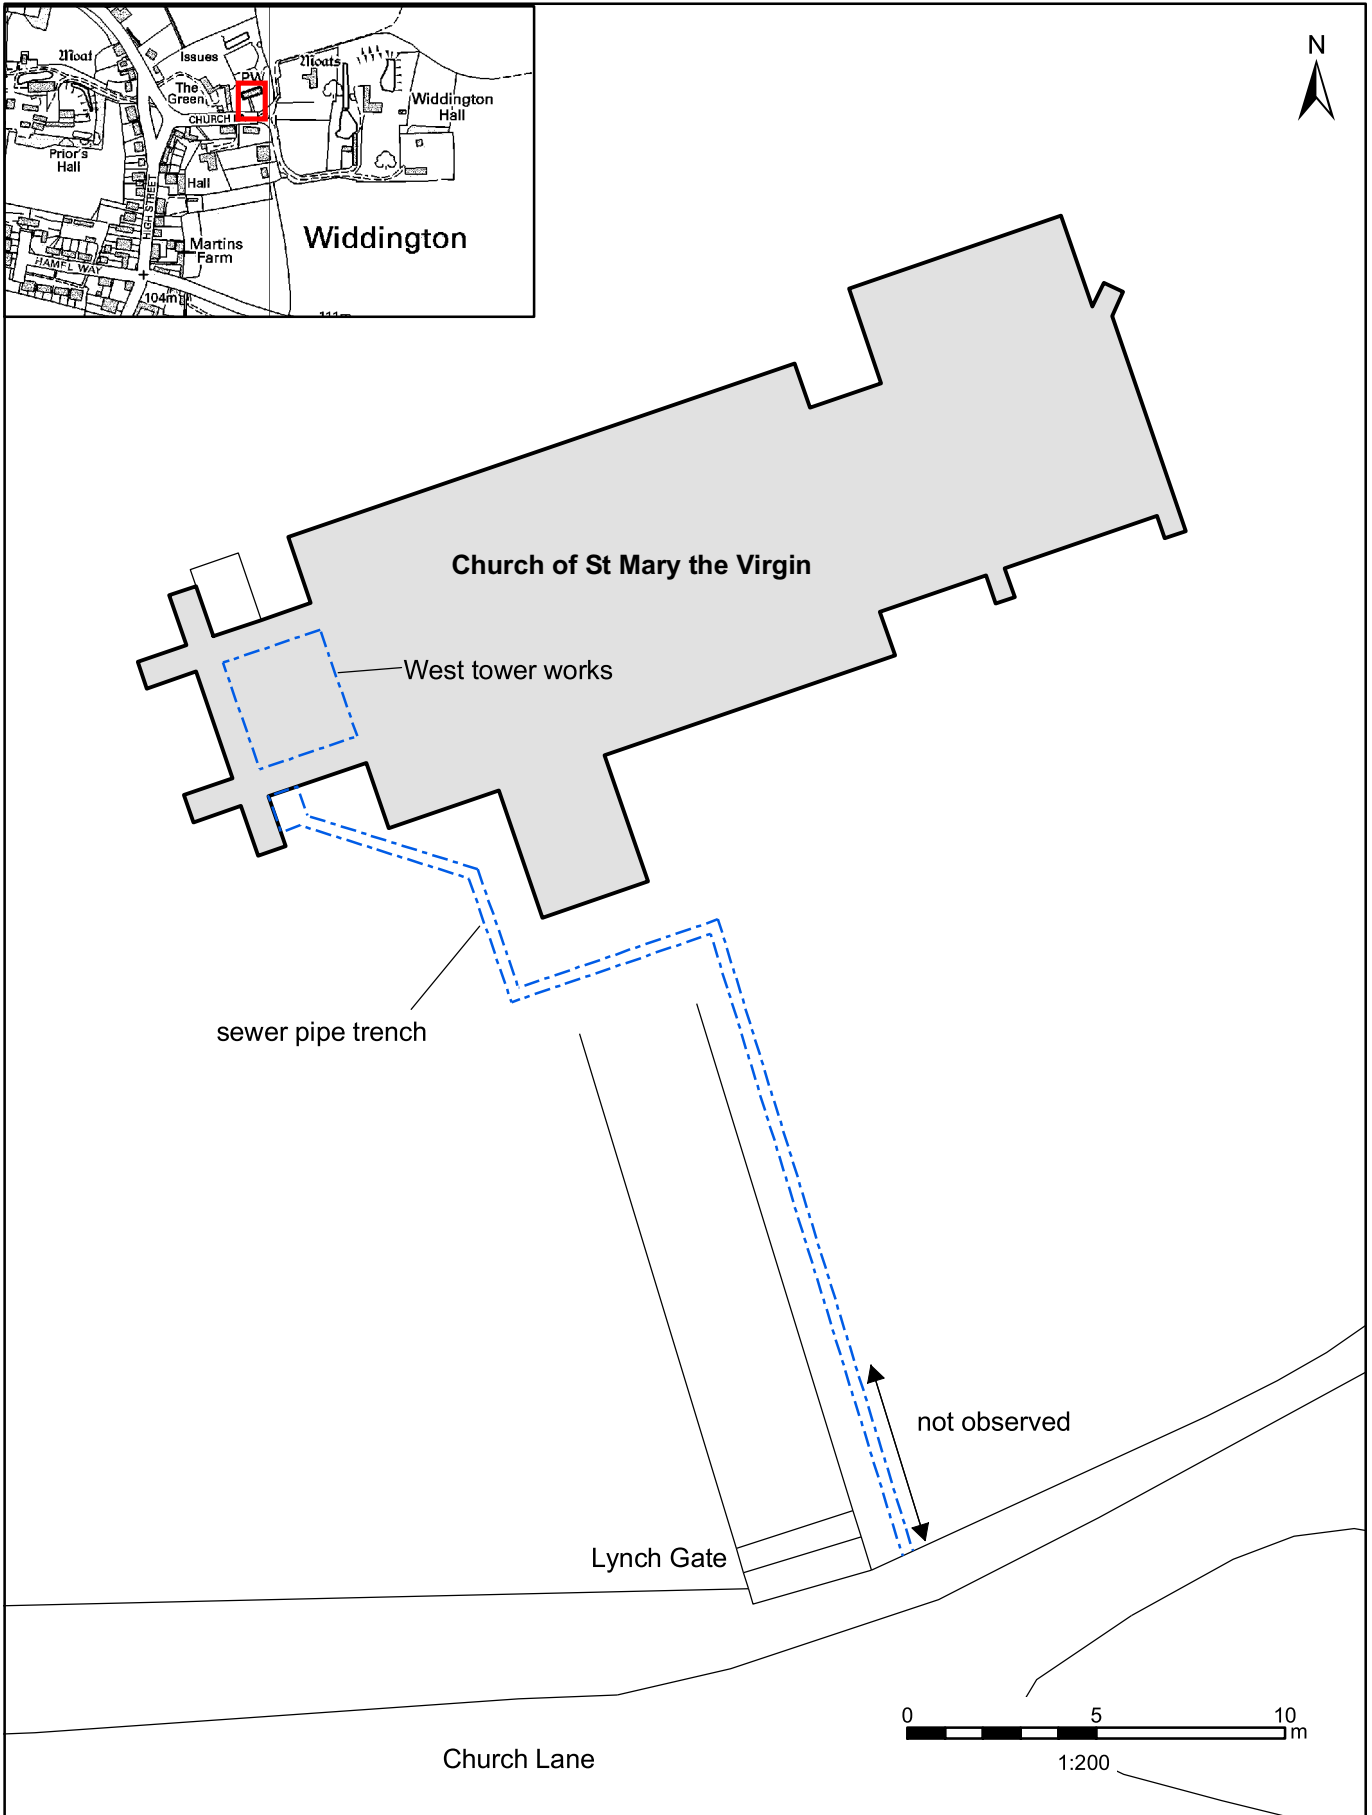 Moat
Issues
PW
Moats
The
Green
CHURCH
Widdington
Hall
Prior's
Hall
Hall
HIGH STREET
Martins
Farm
Widdington
HAMEL WAY
104m
111m
N
Church of St Mary the Virgin
West tower works
sewer pipe trench
not observed
Lynch Gate
Church Lane
0 5 10
m
1:200